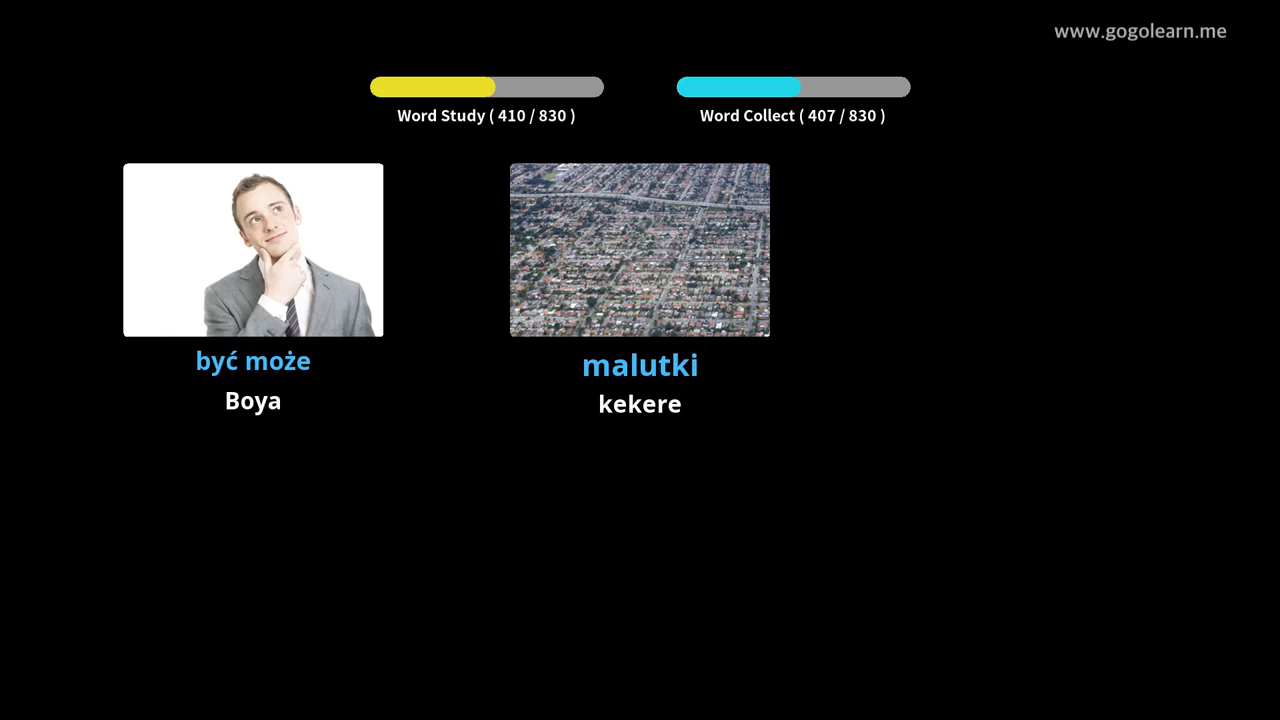 www.gogolearn.me
Word Study ( 410 / 830 )
Word Collect ( 407 / 830 )
być może
Boya
malutki
kekere